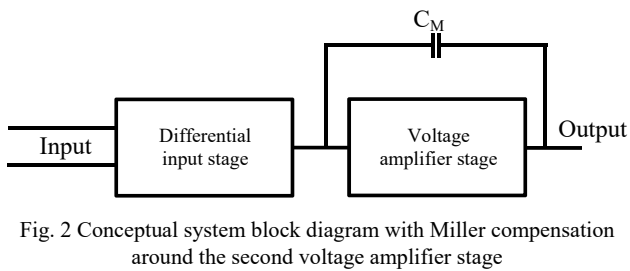 C_M
Input
Differential
input stage
Voltage
amplifier stage
Output
Fig. 2 Conceptual system block diagram with Miller compensation
around the second voltage amplifier stage